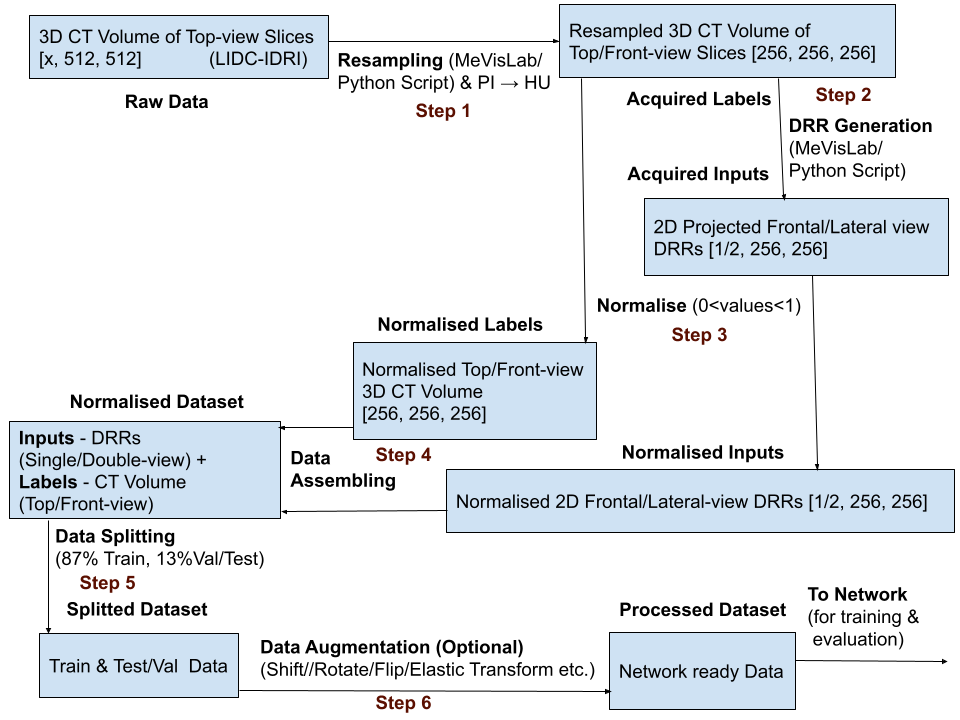 3D CT Volume of Top-view Slices
[x, 512, 512] (LIDC-IDRI)
Raw Data
Resampling (MeVisLab/
Python Script) & PI → HU
Step 1
Resampled 3D CT Volume of
Top/Front-view Slices [256, 256, 256]
Acquired Labels
Step 2
DRR Generation
(MeVisLab/
Python Script)
Acquired Inputs
2D Projected Frontal/Lateral view
DRRs [1/2, 256, 256]
Normalise (0<values<1)
Step 3
Normalised Labels
Normalised Top/Front-view
3D CT Volume
[256, 256, 256]
Normalised Dataset
Inputs - DRRs
(Single/Double-view) +
Labels - CT Volume
(Top/Front-view)
Step 4
Data
Assembling
Normalised Inputs
Normalised 2D Frontal/Lateral-view DRRs [1/2, 256, 256]
Data Splitting
(87% Train, 13%Val/Test)
Step 5
Splitted Dataset
Train & Test/Val Data
Data Augmentation (Optional)
(Shift//Rotate/Flip/Elastic Transform etc.)
Step 6
Processed Dataset
Network ready Data
To Network
(for training &
evaluation)